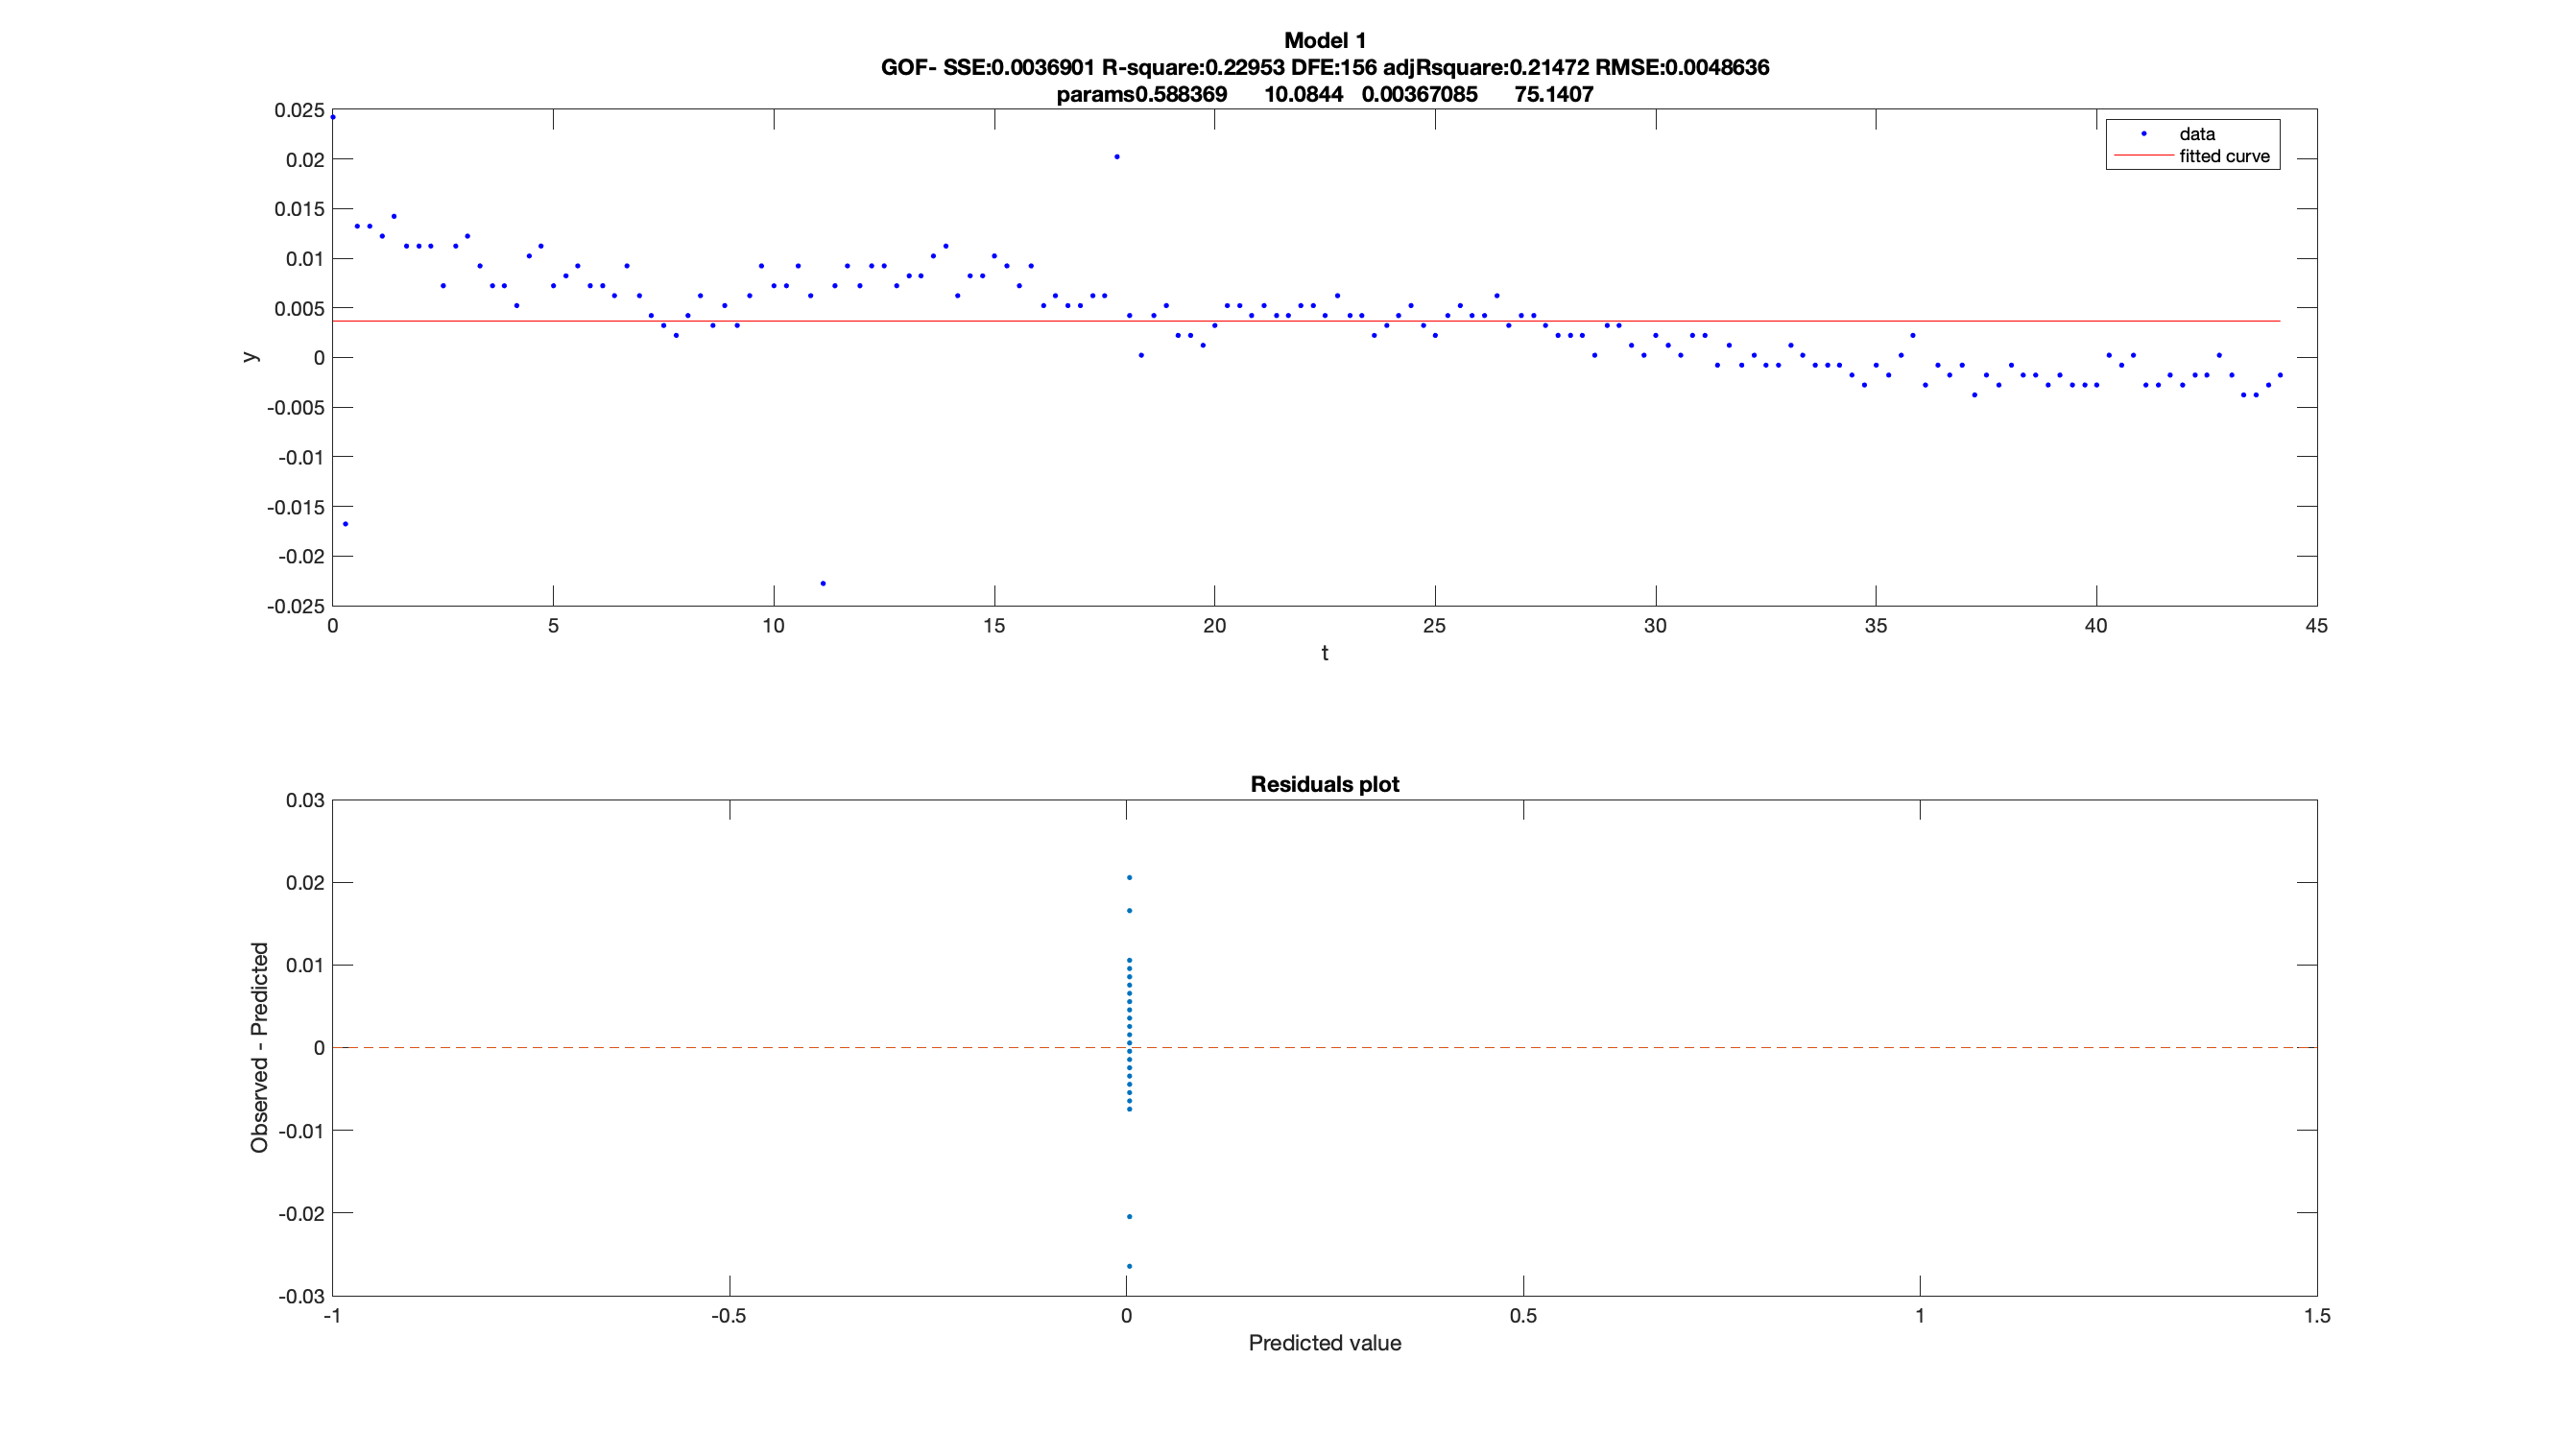 Model 1
GOF- SSE:0.0036901 R-square:0.22953 DFE:156 adjRsquare:0.21472 RMSE:0.0048636
params0.588369 10.0844 0.00367085 75.1407
0.025
0.02
0.015
0.01
0.005
0
-0.005
-0.01
-0.015
-0.02
-0.025
y
data
fitted curve
0 5 10 15 20 25 30 35 40 45
t
Residuals plot
0.03
0.02
0.01
0
-0.01
-0.02
-0.03
Observed - Predicted
-1 -0.5 0 0.5 1 1.5
Predicted value